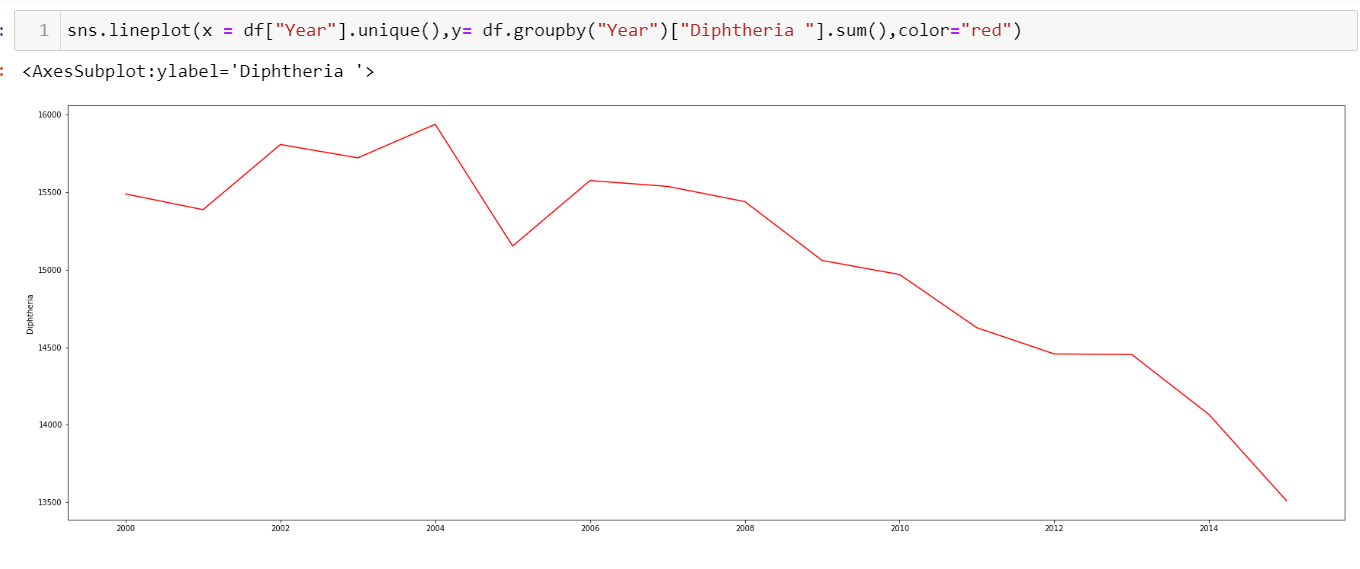 1 sns.lineplot(x = df["Year"].unique(),y= df.groupby("Year")["Diphtheria "].sum(),color="red")
<AxesSubplot:ylabel='Diphtheria '>
16000
15500
15000
14500
14000
13500
Diphtheria
2000 2002 2004 2006 2008 2010 2012 2014